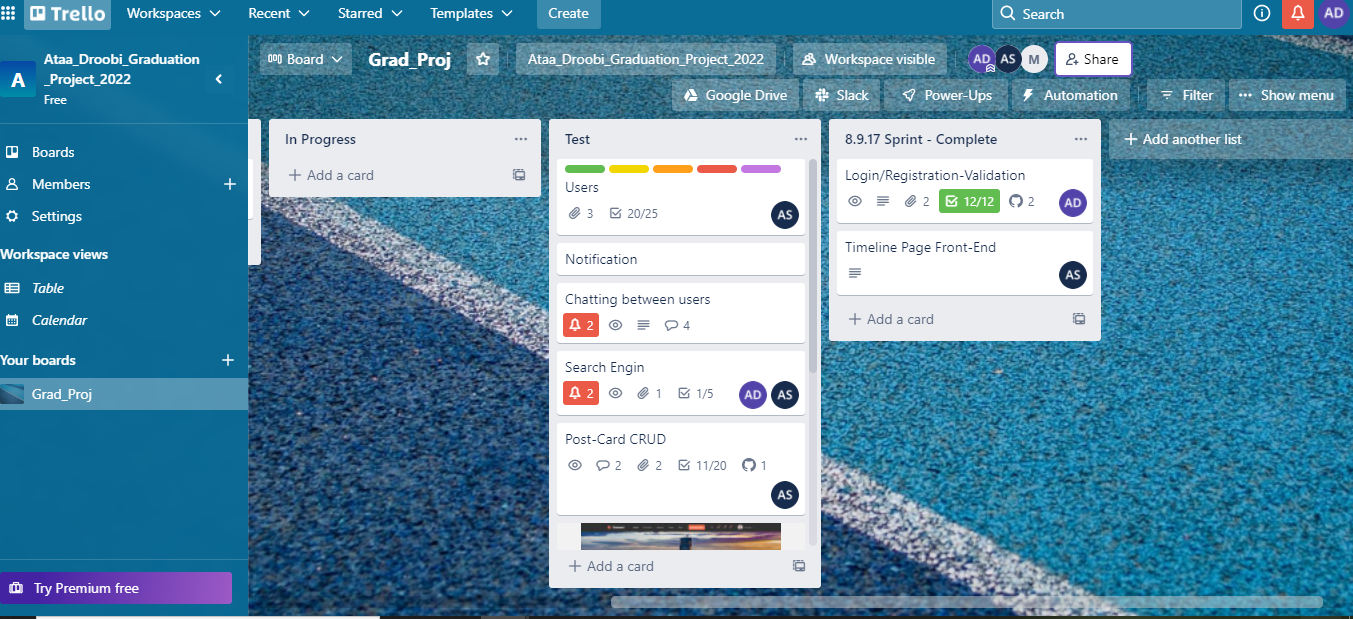 Trello
Workspaces
Recent
Starred
Templates
Create
Search
AD
A
Ataa_Droobi_Graduation
_Project_2022
Free
Board
Grad_Proj
Ataa_Droobi_Graduation_Project_2022
Workspace visible
AD
AS
M
Share
Google Drive
Slack
Power-Ups
Automation
Filter
Show menu
Boards
Members
Settings
Workspace views
Table
Calendar
Your boards
Grad_Proj
Try Premium free
In Progress
Add a card
Test
Users
3 20/25
AS
Notification
Chatting between users
2 4
Search Engin
2 1 1/5
AD AS
Post-Card CRUD
2 2 11/20 1
AS
Add a card
8.9.17 Sprint - Complete
Login/Registration-Validation
2 12/12 2
AD
Timeline Page Front-End
AS
Add a card
Add another list